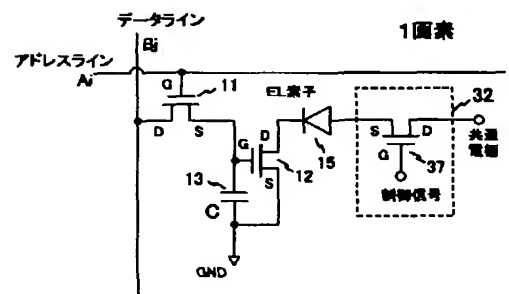 データライン
Bj
1画素
アドレスライン
Ai
G
11
D
S
EL素子
15
G
D
S
12
13
C
GND
S
D
G
37
32
制御信号
共通
電極